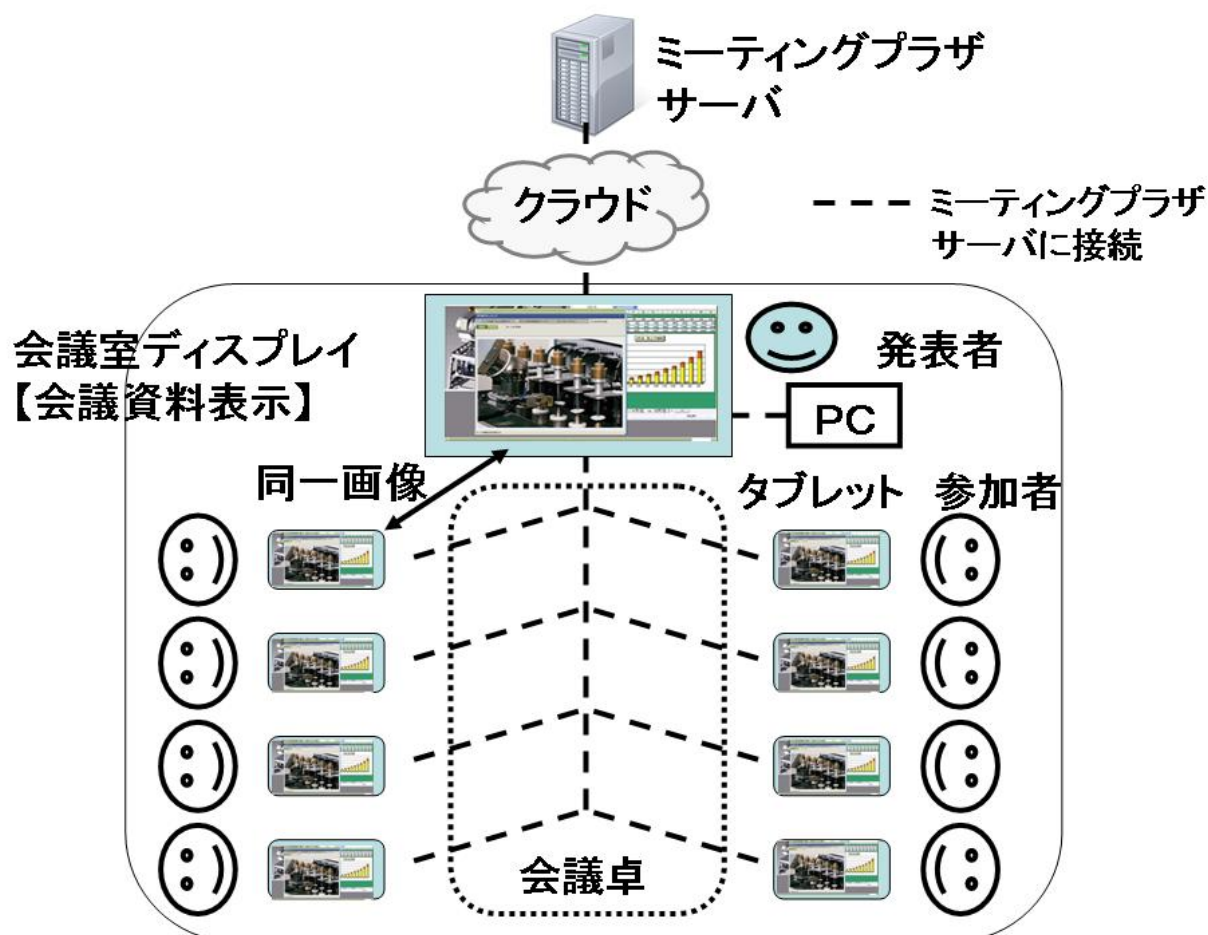 ミーティングプラザ
サーバ
クラウド
ミーティングプラザ
サーバに接続
会議室ディスプレイ
【会議資料表示】
発表者
PC
同一画像
タブレット
参加者
会議卓